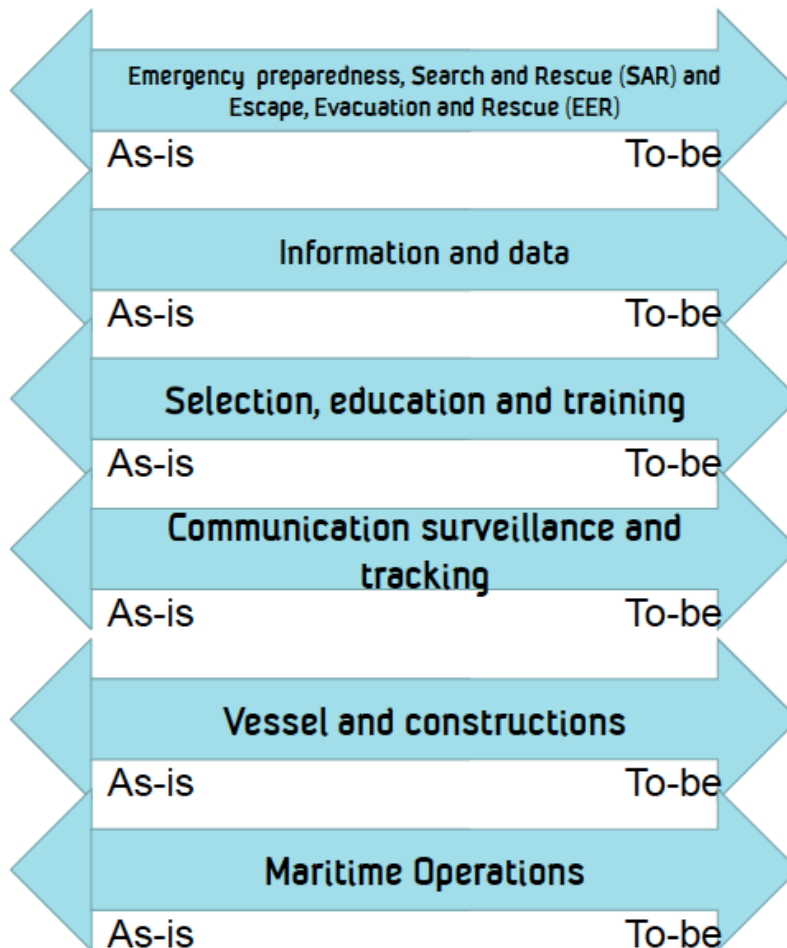 Emergency preparedness, Search and Rescue (SAR) and
Escape, Evacuation and Rescue (EER)
As-is To-be
Information and data
As-is To-be
Selection, education and training
As-is To-be
Communication surveillance and
tracking
As-is To-be
Vessel and constructions
As-is To-be
Maritime Operations
As-is To-be